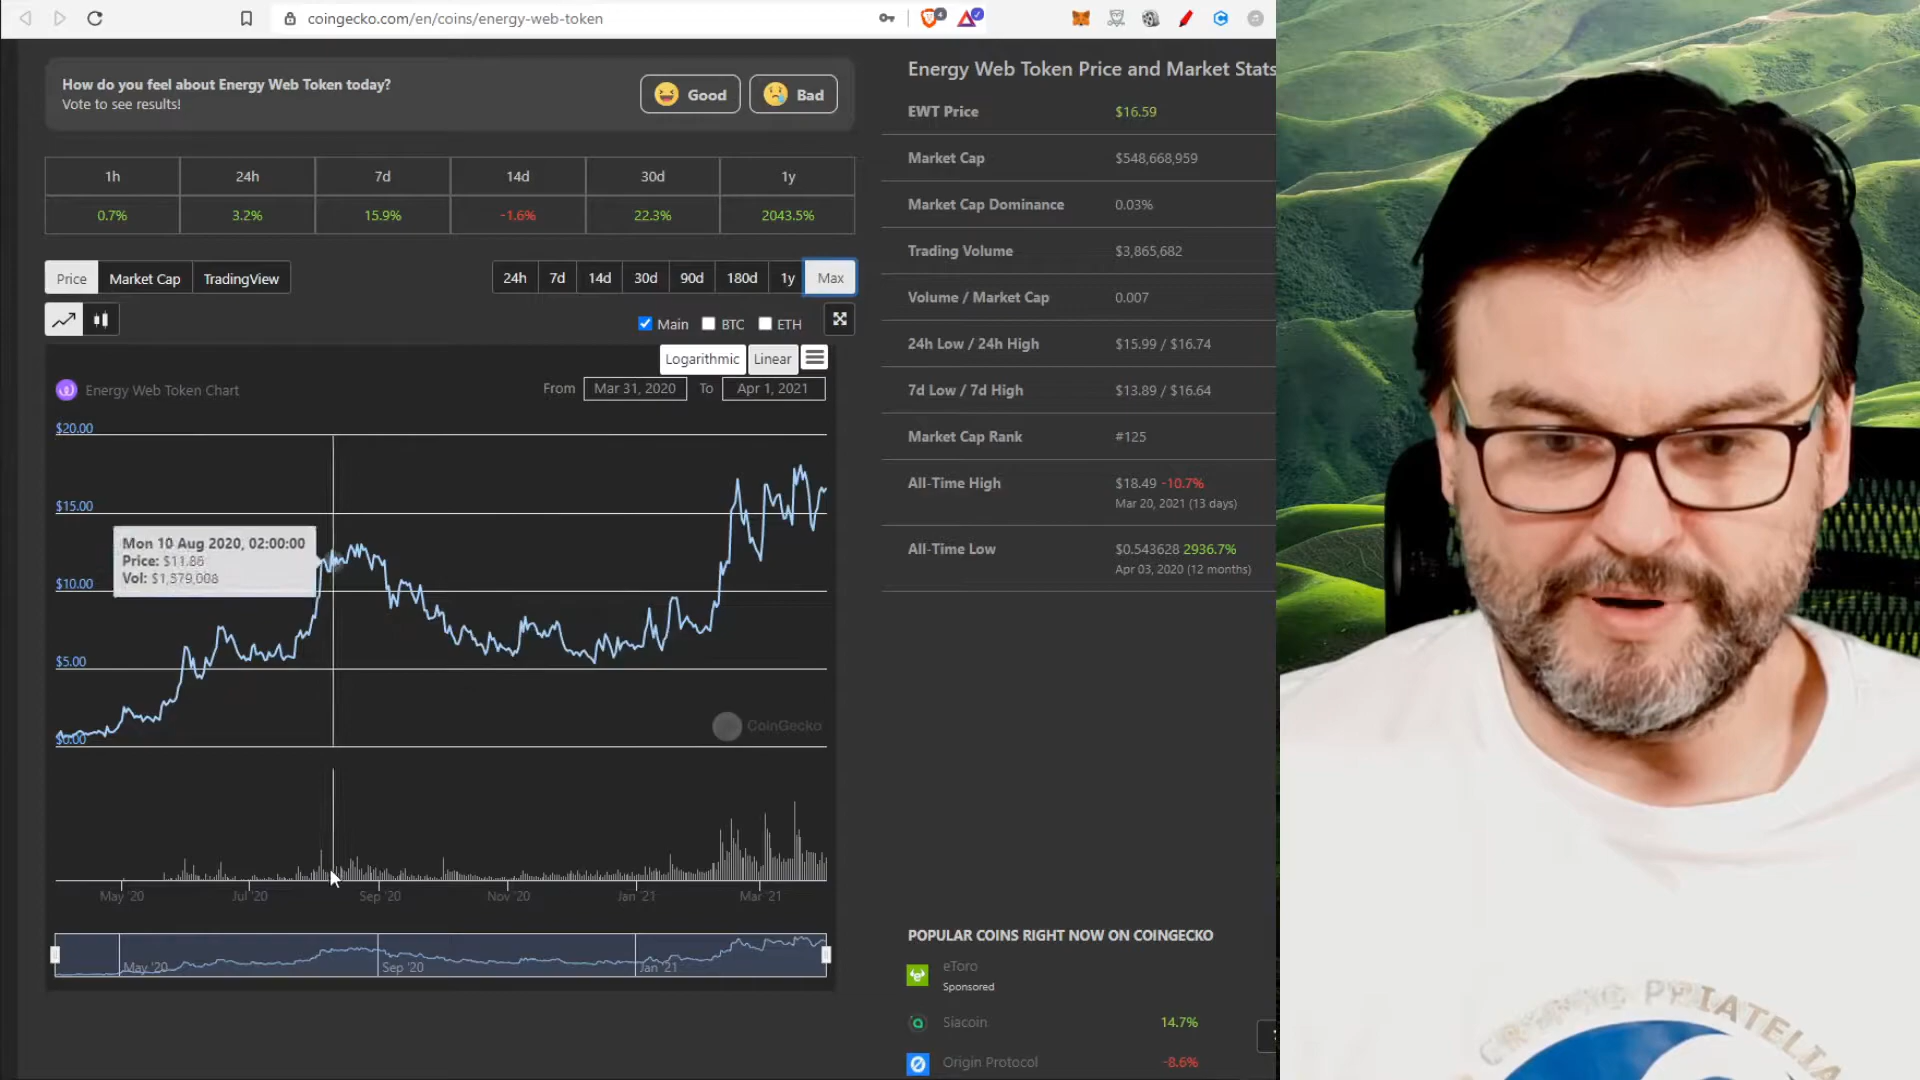 coingecko.com/en/coins/energy-web-token
4
How do you feel about Energy Web Token today?
Vote to see results!
Good
Bad
1h 24h 7d 14d 30d 1y
0.7% 3.2% 15.9% -1.6% 22.3% 2043.5%
Price Market Cap TradingView
24h 7d 14d 30d 90d 180d 1y Max
Main BTC ETH
Logarithmic Linear
Energy Web Token Chart
From Mar 31, 2020 To Apr 1, 2021
$20.00
$15.00
Mon 10 Aug 2020, 02:00:00
Price: $11.86
Vol: $1,379,008
$10.00
$5.00
$0.00
CoinGecko
May '20 Jul '20 Sep '20 Nov '20 Jan '21 Mar '21
May '20 Sep '20 Jan '21
Energy Web Token Price and Market Stats
EWT Price $16.59
Market Cap $548,668,959
Market Cap Dominance 0.03%
Trading Volume $3,865,682
Volume / Market Cap 0.007
24h Low / 24h High $15.99 / $16.74
7d Low / 7d High $13.89 / $16.64
Market Cap Rank #125
All-Time High $18.49 -10.7%
Mar 20, 2021 (13 days)
All-Time Low $0.543628 2936.7%
Apr 03, 2020 (12 months)
POPULAR COINS RIGHT NOW ON COINGECKO
eToro
Sponsored
Siacoin 14.7%
Origin Protocol -8.6%